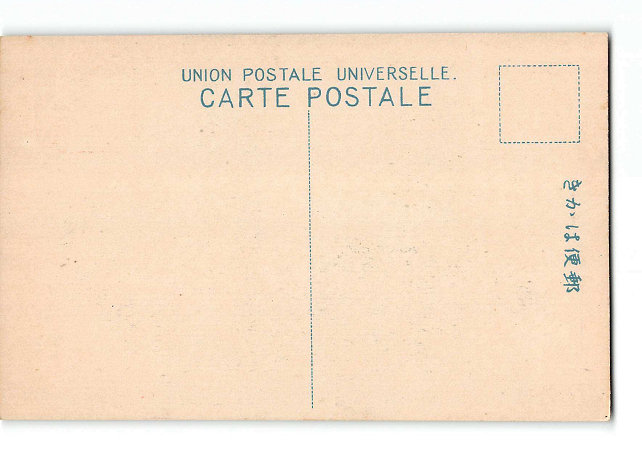 UNION POSTALE UNIVERSELLE.
CARTE POSTALE
きかは便郵